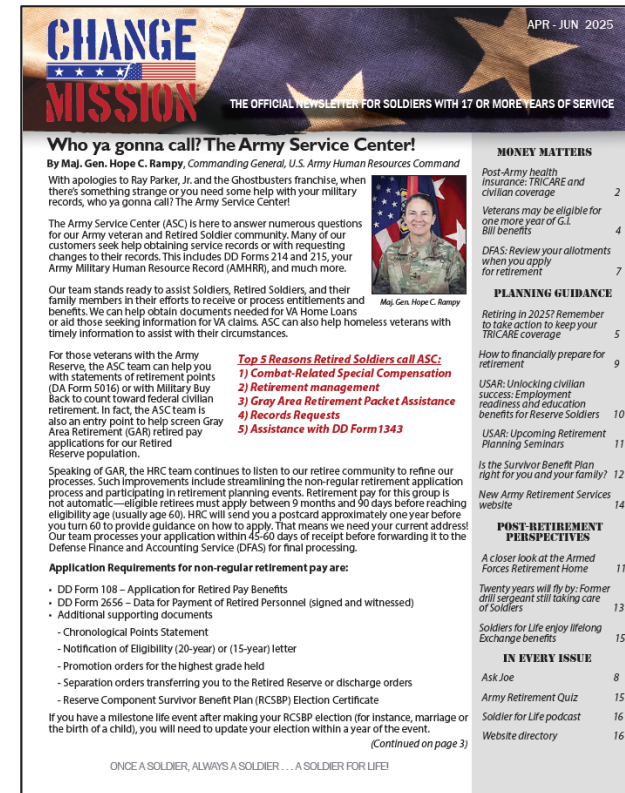 CHANGE
of
MISSION
APR - JUN 2025
THE OFFICIAL NEWSLETTER FOR SOLDIERS WITH 17 OR MORE YEARS OF SERVICE
Who ya gonna call? The Army Service Center!
By Maj. Gen. Hope C. Rampy, Commanding General, U.S. Army Human Resources Command
With apologies to Ray Parker, Jr. and the Ghostbusters franchise, when
there's something strange or you need some help with your military
records, who ya gonna call? The Army Service Center!
The Army Service Center (ASC) is here to answer numerous questions
for our Army veteran and Retired Soldier community. Many of our
customers seek help obtaining service records or with requesting
changes to their records. This includes DD Forms 214 and 215, your
Army Military Human Resource Record (AMHRR), and much more.
Our team stands ready to assist Soldiers, Retired Soldiers, and their
family members in their efforts to receive or process entitlements and
benefits. We can help obtain documents needed for VA Home Loans
or aid those seeking information for VA claims. ASC can also help homeless veterans with
timely information to assist with their circumstances.
Maj. Gen. Hope C. Rampy
For those veterans with the Army
Reserve, the ASC team can help you
with statements of retirement points
(DA Form 5016) or with Military Buy
Back to count toward federal civilian
retirement. In fact, the ASC team is
also an entry point to help screen Gray
Area Retirement (GAR) retired pay
applications for our Retired
Reserve population.
Top 5 Reasons Retired Soldiers call ASC:
1) Combat-Related Special Compensation
2) Retirement management
3) Gray Area Retirement Packet Assistance
4) Records Requests
5) Assistance with DD Form1343
Speaking of GAR, the HRC team continues to listen to our retiree community to refine our
processes. Such improvements include streamlining the non-regular retirement application
process and participating in retirement planning events. Retirement pay for this group is
not automatic—eligible retirees must apply between 9 months and 90 days before reaching
eligibility age (usually age 60). HRC will send you a postcard approximately one year before
you turn 60 to provide guidance on how to apply. That means we need your current address!
Our team processes your application within 45-60 days of receipt before forwarding it to the
Defense Finance and Accounting Service (DFAS) for final processing.
Application Requirements for non-regular retirement pay are:
• DD Form 108 – Application for Retired Pay Benefits
• DD Form 2656 – Data for Payment of Retired Personnel (signed and witnessed)
• Additional supporting documents
- Chronological Points Statement
- Notification of Eligibility (20-year) or (15-year) letter
- Promotion orders for the highest grade held
- Separation orders transferring you to the Retired Reserve or discharge orders
- Reserve Component Survivor Benefit Plan (RCSBP) Election Certificate
If you have a milestone life event after making your RCSBP election (for instance, marriage or
the birth of a child), you will need to update your election within a year of the event.
(Continued on page 3)
ONCE A SOLDIER, ALWAYS A SOLDIER . . . A SOLDIER FOR LIFE!
MONEY MATTERS
Post-Army health
insurance: TRICARE and
civilian coverage 2
Veterans may be eligible for
one more year of G.I.
Bill benefits 4
DFAS: Review your allotments
when you apply
for retirement 7
PLANNING GUIDANCE
Retiring in 2025? Remember
to take action to keep your
TRICARE coverage 5
How to financially prepare for
retirement 9
USAR: Unlocking civilian
success: Employment
readiness and education
benefits for Reserve Soldiers 10
USAR: Upcoming Retirement
Planning Seminars 11
Is the Survivor Benefit Plan
right for you and your family? 12
New Army Retirement Services
website 14
POST-RETIREMENT
PERSPECTIVES
A closer look at the Armed
Forces Retirement Home 11
Twenty years will fly by: Former
drill sergeant still taking care
of Soldiers 13
Soldiers for Life enjoy lifelong
Exchange benefits 15
IN EVERY ISSUE
Ask Joe 8
Army Retirement Quiz 15
Soldier for Life podcast 16
Website directory 16